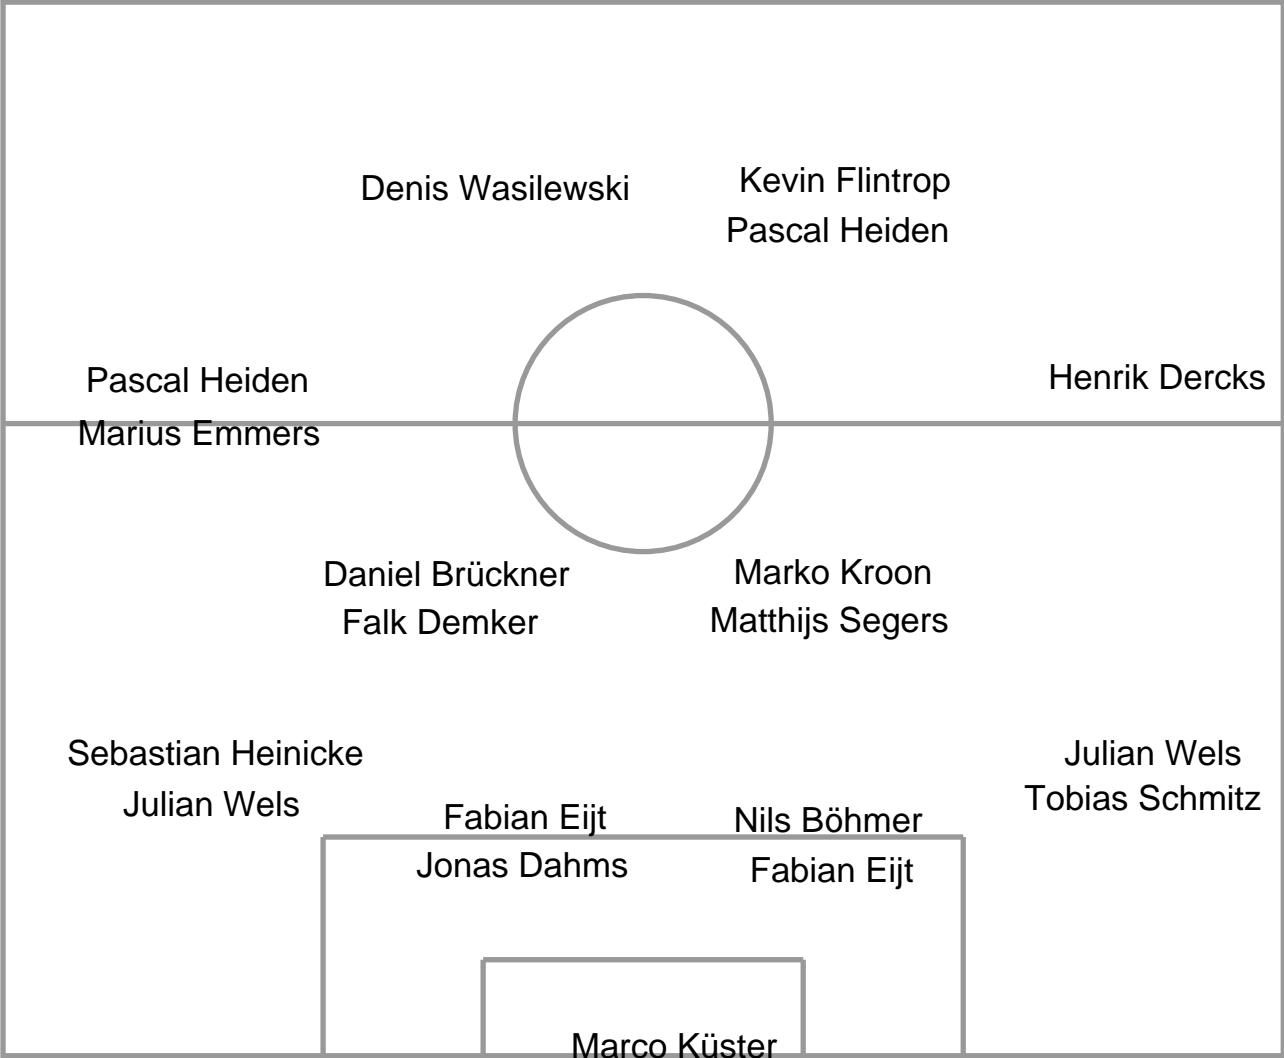 Denis Wasilewski
Kevin Flintrop
Pascal Heiden
Pascal Heiden
Marius Emmers
Henrik Dercks
Daniel Brückner
Falk Demker
Marko Kroon
Matthijs Segers
Sebastian Heinicke
Julian Wels
Fabian Eijt
Jonas Dahms
Nils Böhmer
Fabian Eijt
Julian Wels
Tobias Schmitz
Marco Küster